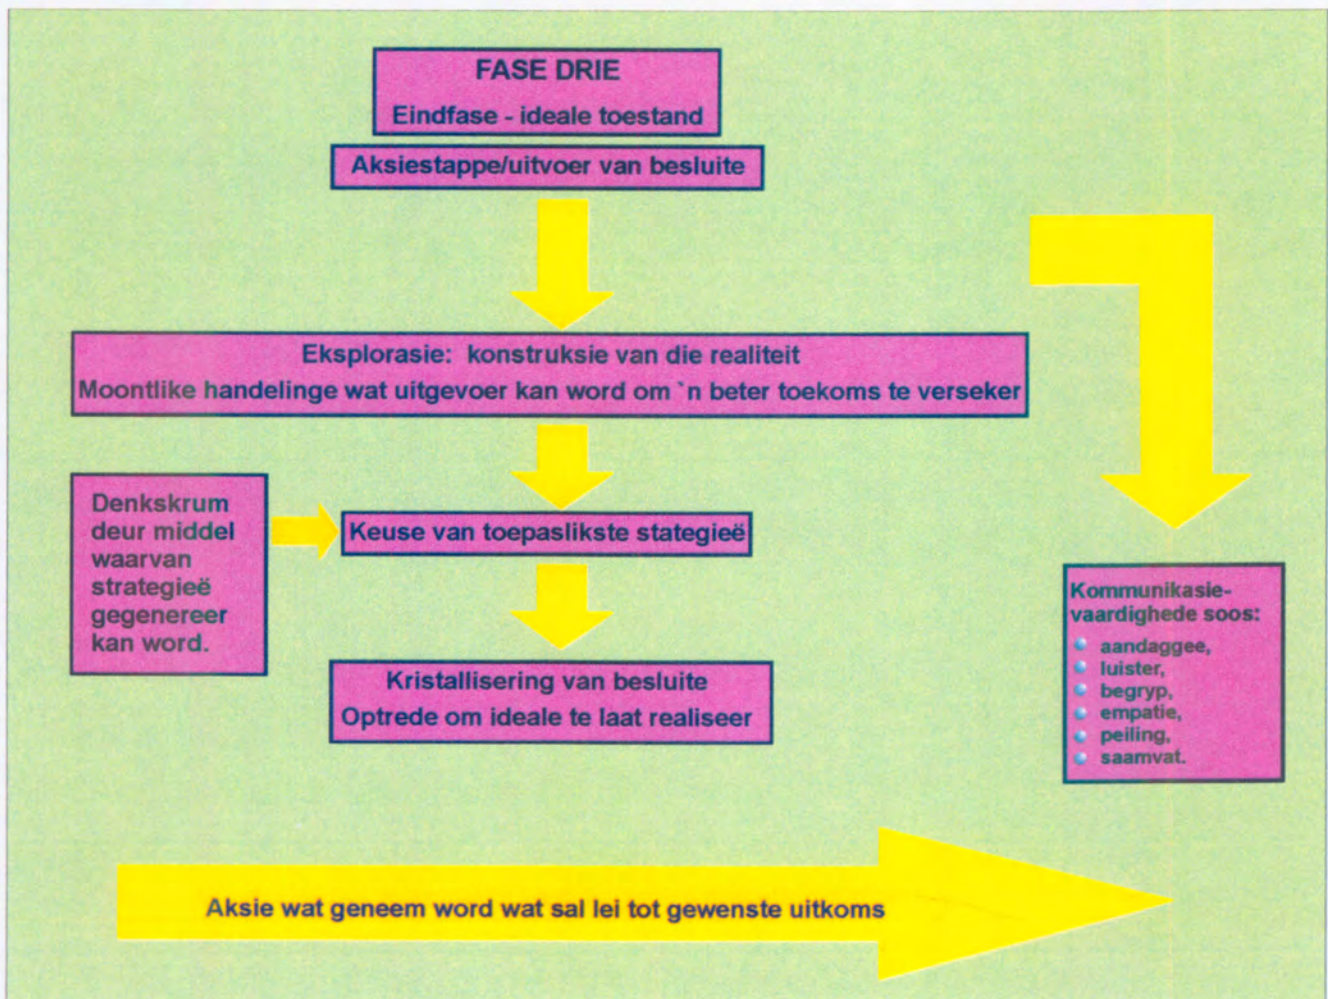 FASE DRIE
Eindfase - ideale toestand
Aksiestappe/uitvoer van besluite
Eksplorasie: konstruksie van die realiteit
Moontlike handelinge wat uitgevoer kan word om `n beter toekoms te verseker
Denkskrum
deur middel
waarvan
strategieë
gegenereer
kan word.
Keuse van toepaslikste stategieë
Kristallisering van besluite
Optrede om ideale te laat realiseer
Kommunikasie-
vaardighede soos:
aandaggee,
luister,
begryp,
empatie,
peiling,
saamvat.
Aksie wat geneem word wat sal lei tot gewenste uitkoms